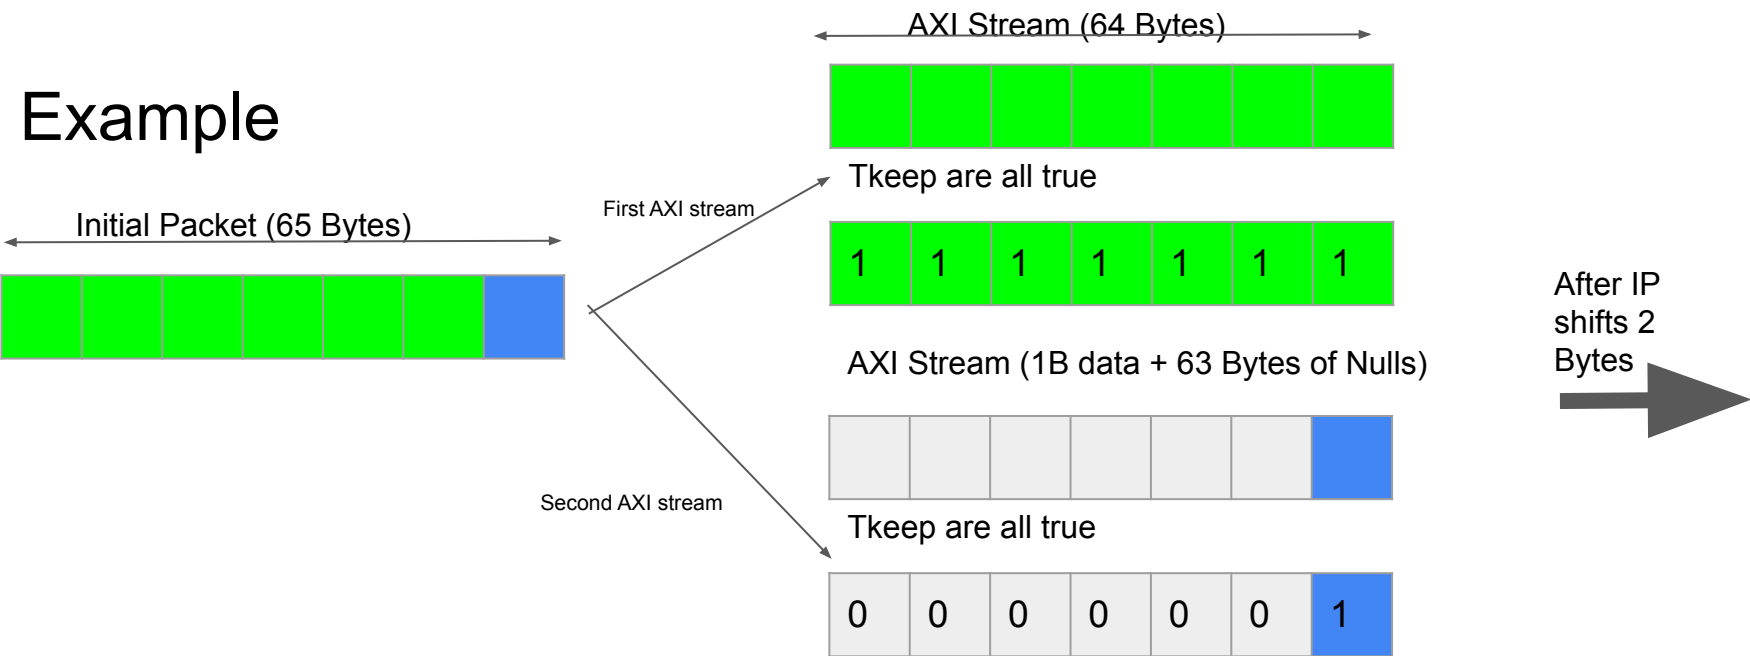 Example
Initial Packet (65 Bytes)
First AXI stream
Second AXI stream
AXI Stream (64 Bytes)
Tkeep are all true
1 1 1 1 1 1 1
AXI Stream (1B data + 63 Bytes of Nulls)
Tkeep are all true
0 0 0 0 0 0 1
After IP
shifts 2
Bytes